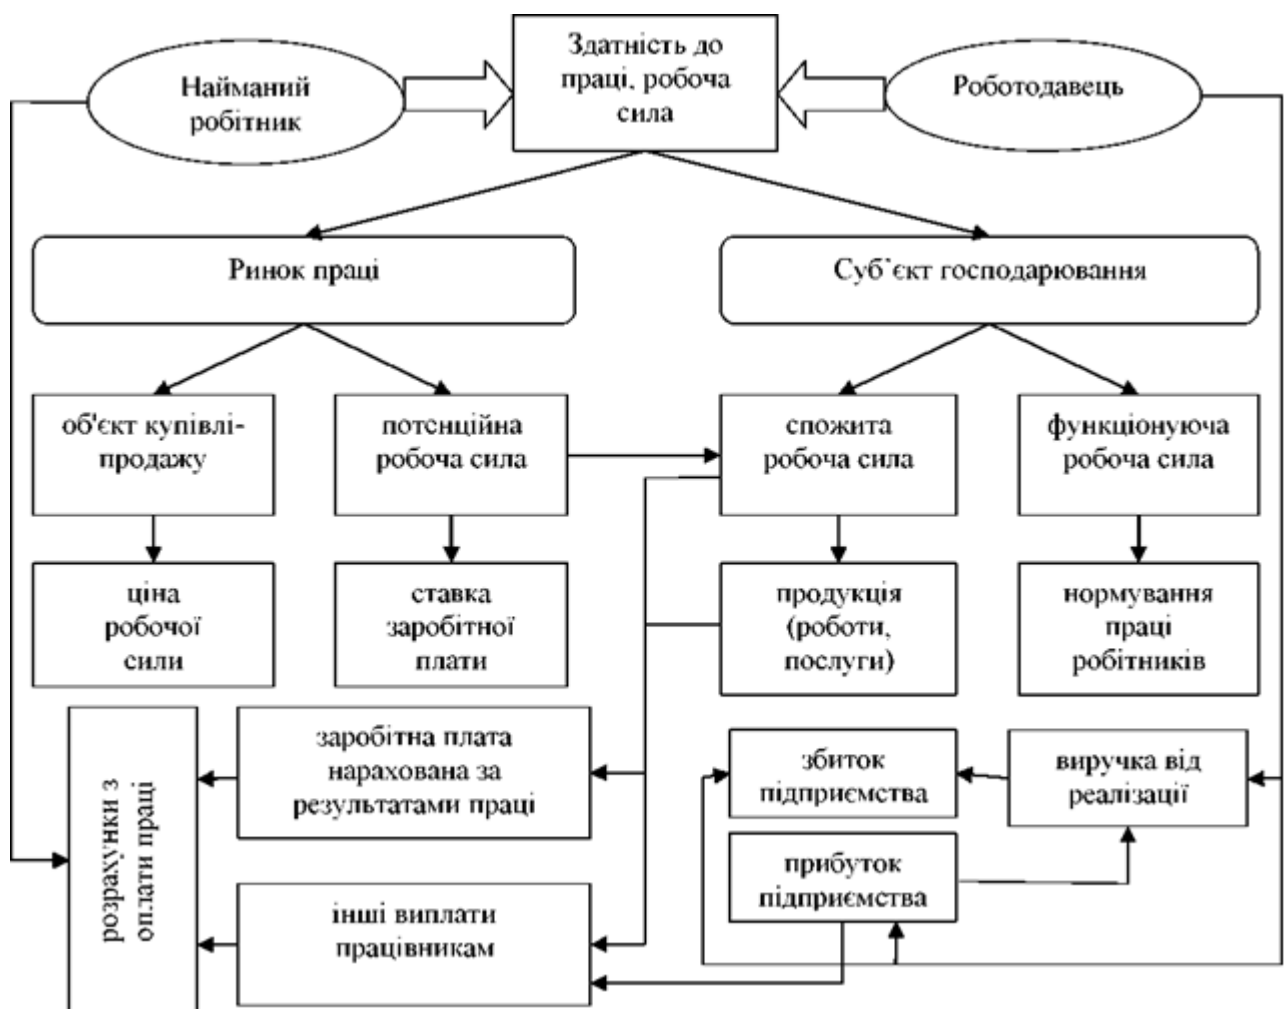 Здатність до
праці, робоча
сила
Найманий
робітник
Роботодавець
Ринок праці
Суб`єкт господарювання
об'єкт купівлі-
продажу
потенційна
робоча сила
спожита
робоча сила
функціонуюча
робоча сила
ціна
робочої
сили
ставка
заробітної
плати
продукція
(роботи,
послуги)
нормування
праці
робітників
розрахунки з
оплати праці
заробітна плата
нарахована за
результатами праці
збиток
підприємства
виручка від
реалізації
прибуток
підприємства
інші виплати
працівникам